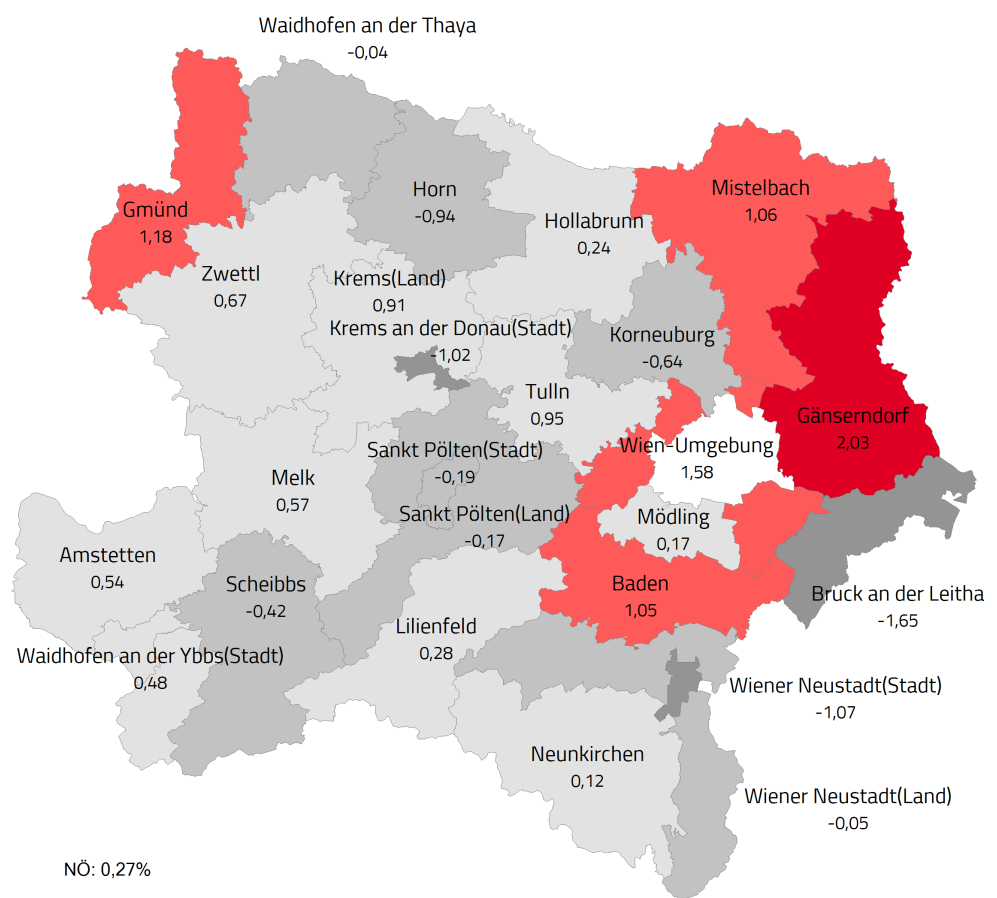 Waidhofen an der Thaya
-0,04
Horn
-0,94
Mistelbach
1,06
Gmünd
1,18
Hollabrunn
0,24
Zwettl
0,67
Krems(Land)
0,91
Krems an der Donau(Stadt)
-1,02
Korneuburg
-0,64
Tulln
0,95
Gänserndorf
2,03
Sankt Pölten(Stadt)
-0,19
Wien-Umgebung
1,58
Melk
0,57
Sankt Pölten(Land)
-0,17
Mödling
0,17
Amstetten
0,54
Scheibbs
-0,42
Baden
1,05
Bruck an der Leitha
-1,65
Lilienfeld
0,28
Waidhofen an der Ybbs(Stadt)
0,48
Wiener Neustadt(Stadt)
-1,07
Neunkirchen
0,12
Wiener Neustadt(Land)
-0,05
NÖ: 0,27%